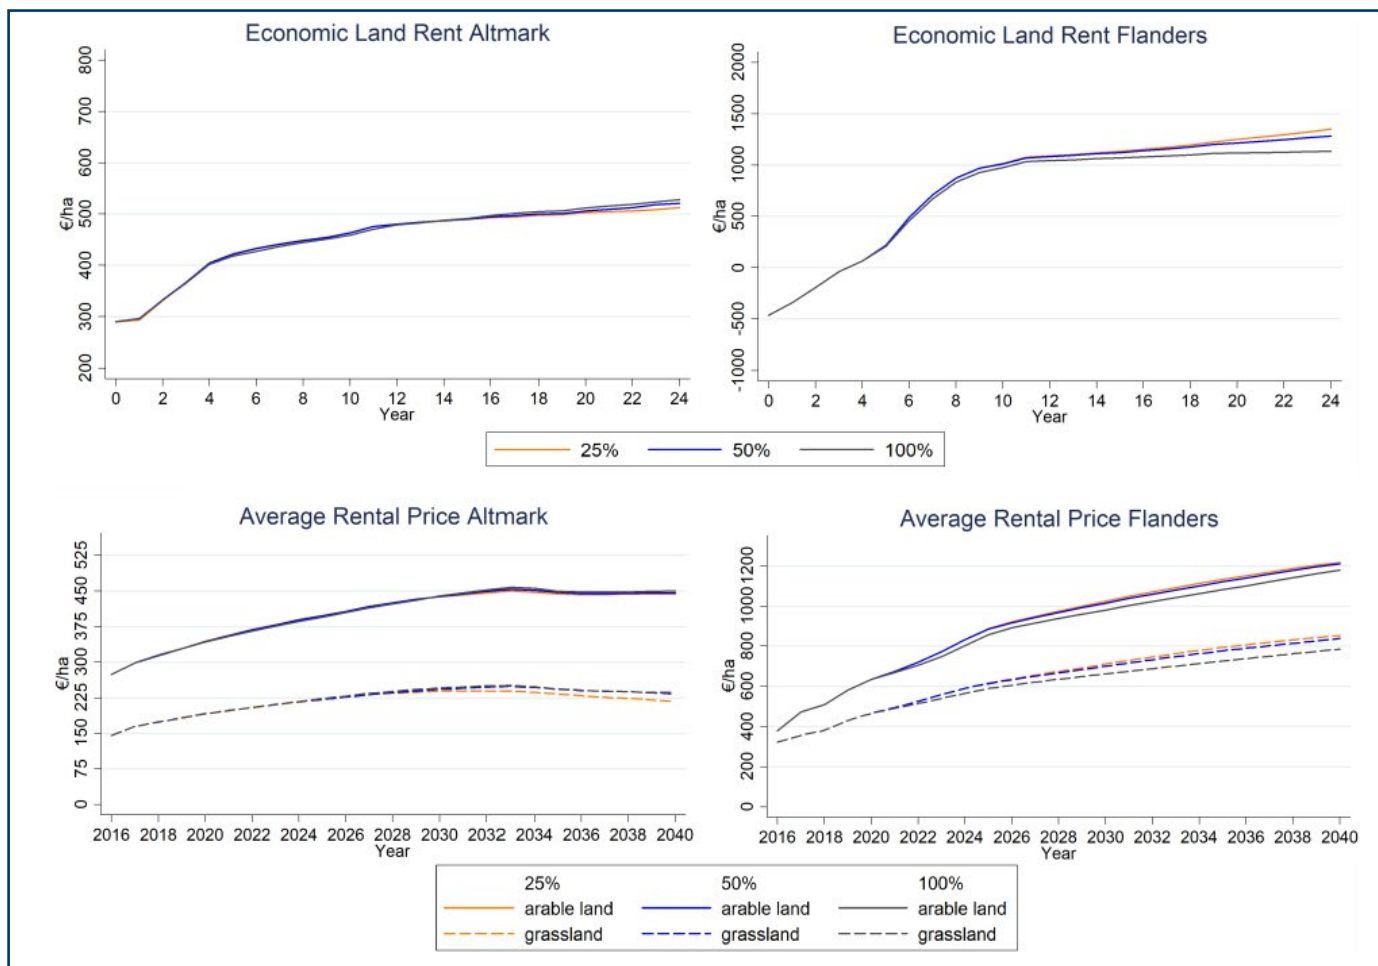 Economic Land Rent Altmark
800
700
600
500
400
300
200
€/ha
0 2 4 6 8 10 12 14 16 18 20 22 24
Year
Economic Land Rent Flanders
2000
1500
1000
500
0
-500
-1000
€/ha
0 2 4 6 8 10 12 14 16 18 20 22 24
Year
25% 50% 100%
Average Rental Price Altmark
525
450
375
300
225
150
75
0
€/ha
2016 2018 2020 2022 2024 2026 2028 2030 2032 2034 2036 2038 2040
Year
Average Rental Price Flanders
1200
1000
800
600
400
200
0
€/ha
2016 2018 2020 2022 2024 2026 2028 2030 2032 2034 2036 2038 2040
Year
25% 50% 100%
arable land arable land arable land
grassland grassland grassland